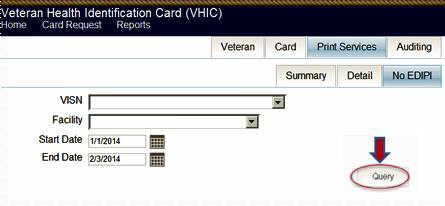 Veteran Health Identification Card (VHIC)
Home Card Request Reports
Veteran Card Print Services Auditing
Summary Detail No EDIPI
VISN
Facility
Start Date 1/1/2014
End Date 2/3/2014
Query